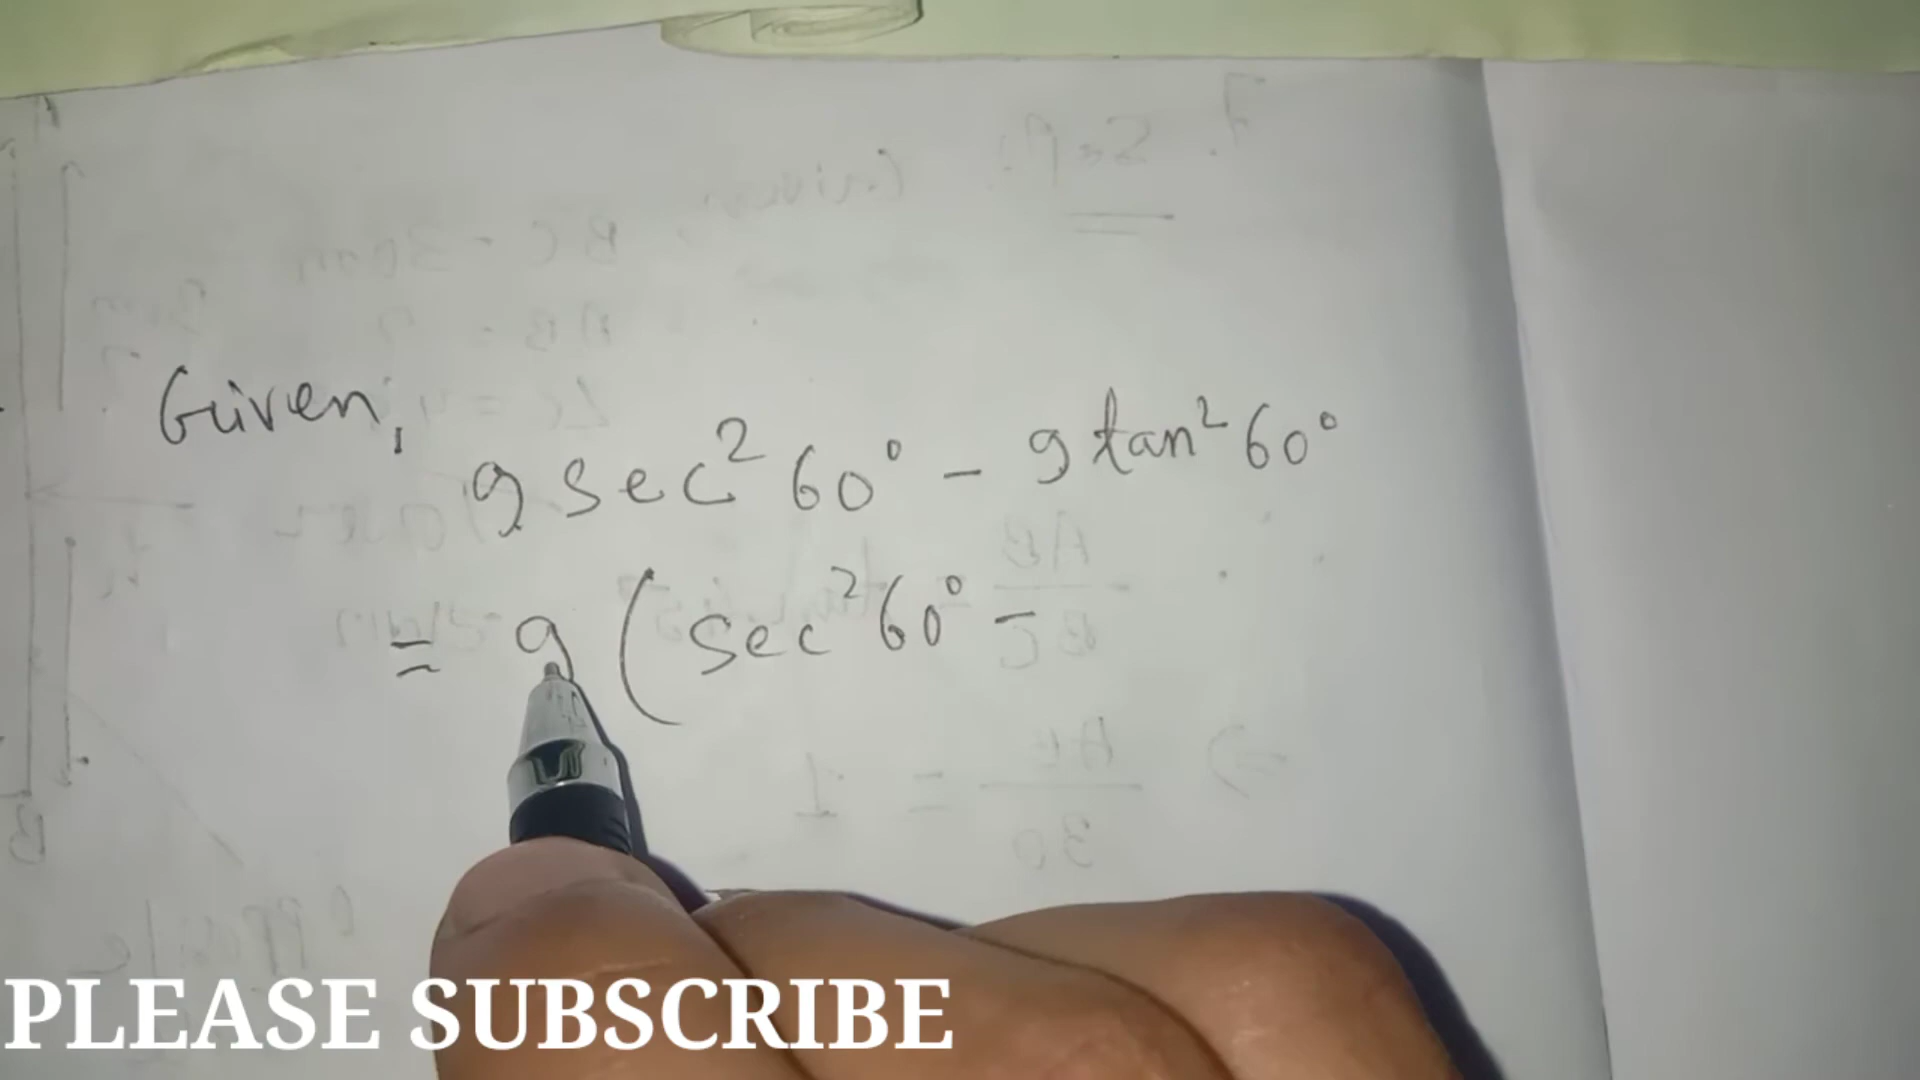 Given,
9 sec² 60° - 9 tan² 60°
= 9 ( sec² 60° -
PLEASE SUBSCRIBE